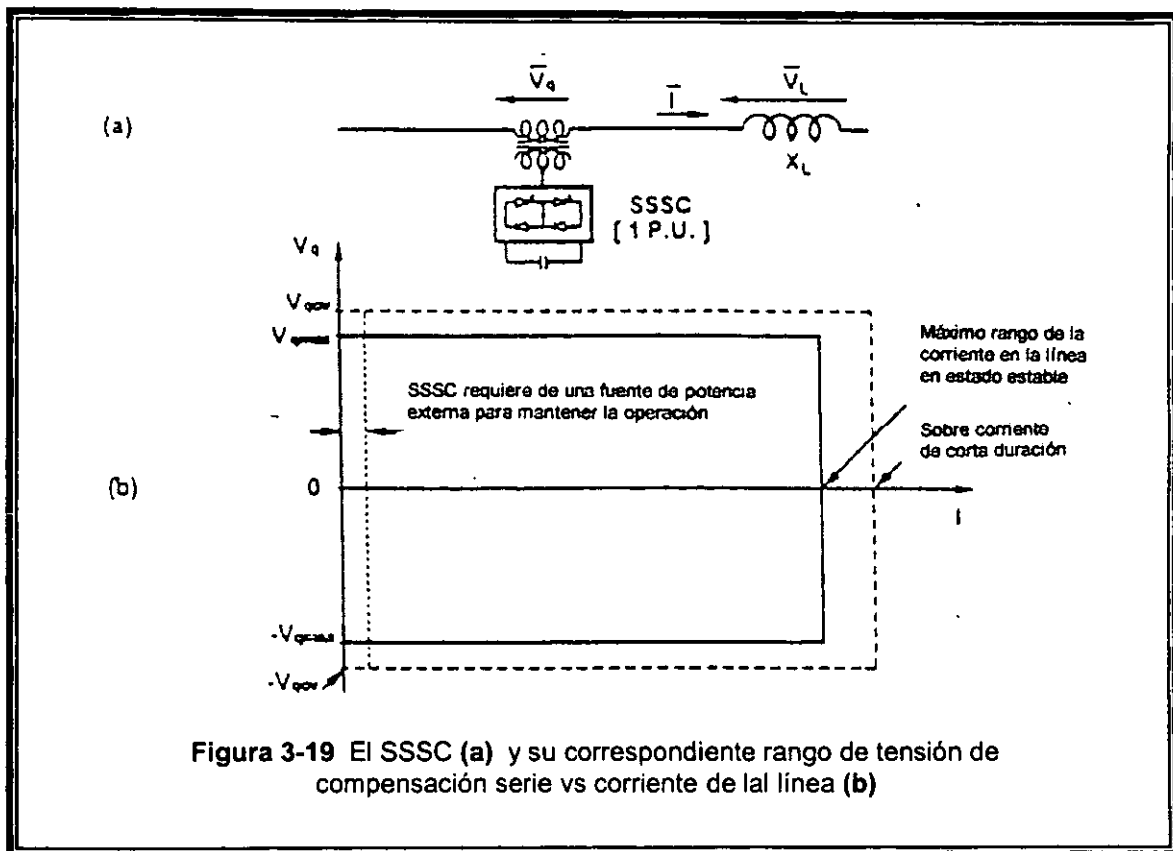 V̅q
I̅
V̅L
(a)
XL
SSSC
[ 1 P.U. ]
Vq
VqOV
Máximo rango de la
corriente en la línea
en estado estable
SSSC requiere de una fuente de potencia
externa para mantener la operación
Sobre corriente
de corta duración
(b)
0
I
-VqOV
Figura 3-19 El SSSC (a) y su correspondiente rango de tensión de
compensación serie vs corriente de lal línea (b)